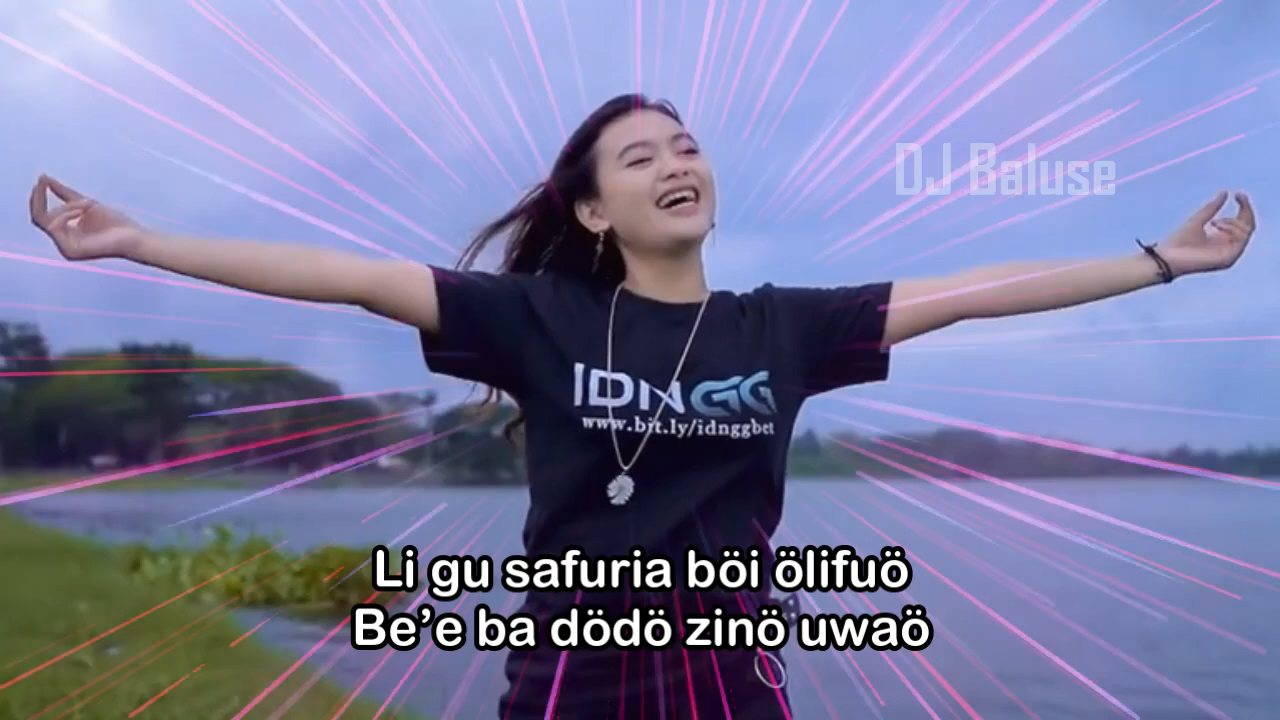 DJ Baluse
IDNGG
www.bit.ly/idnggbet
Li gu safuria böi ölifuö
Be’e ba dödö zinö uwaö